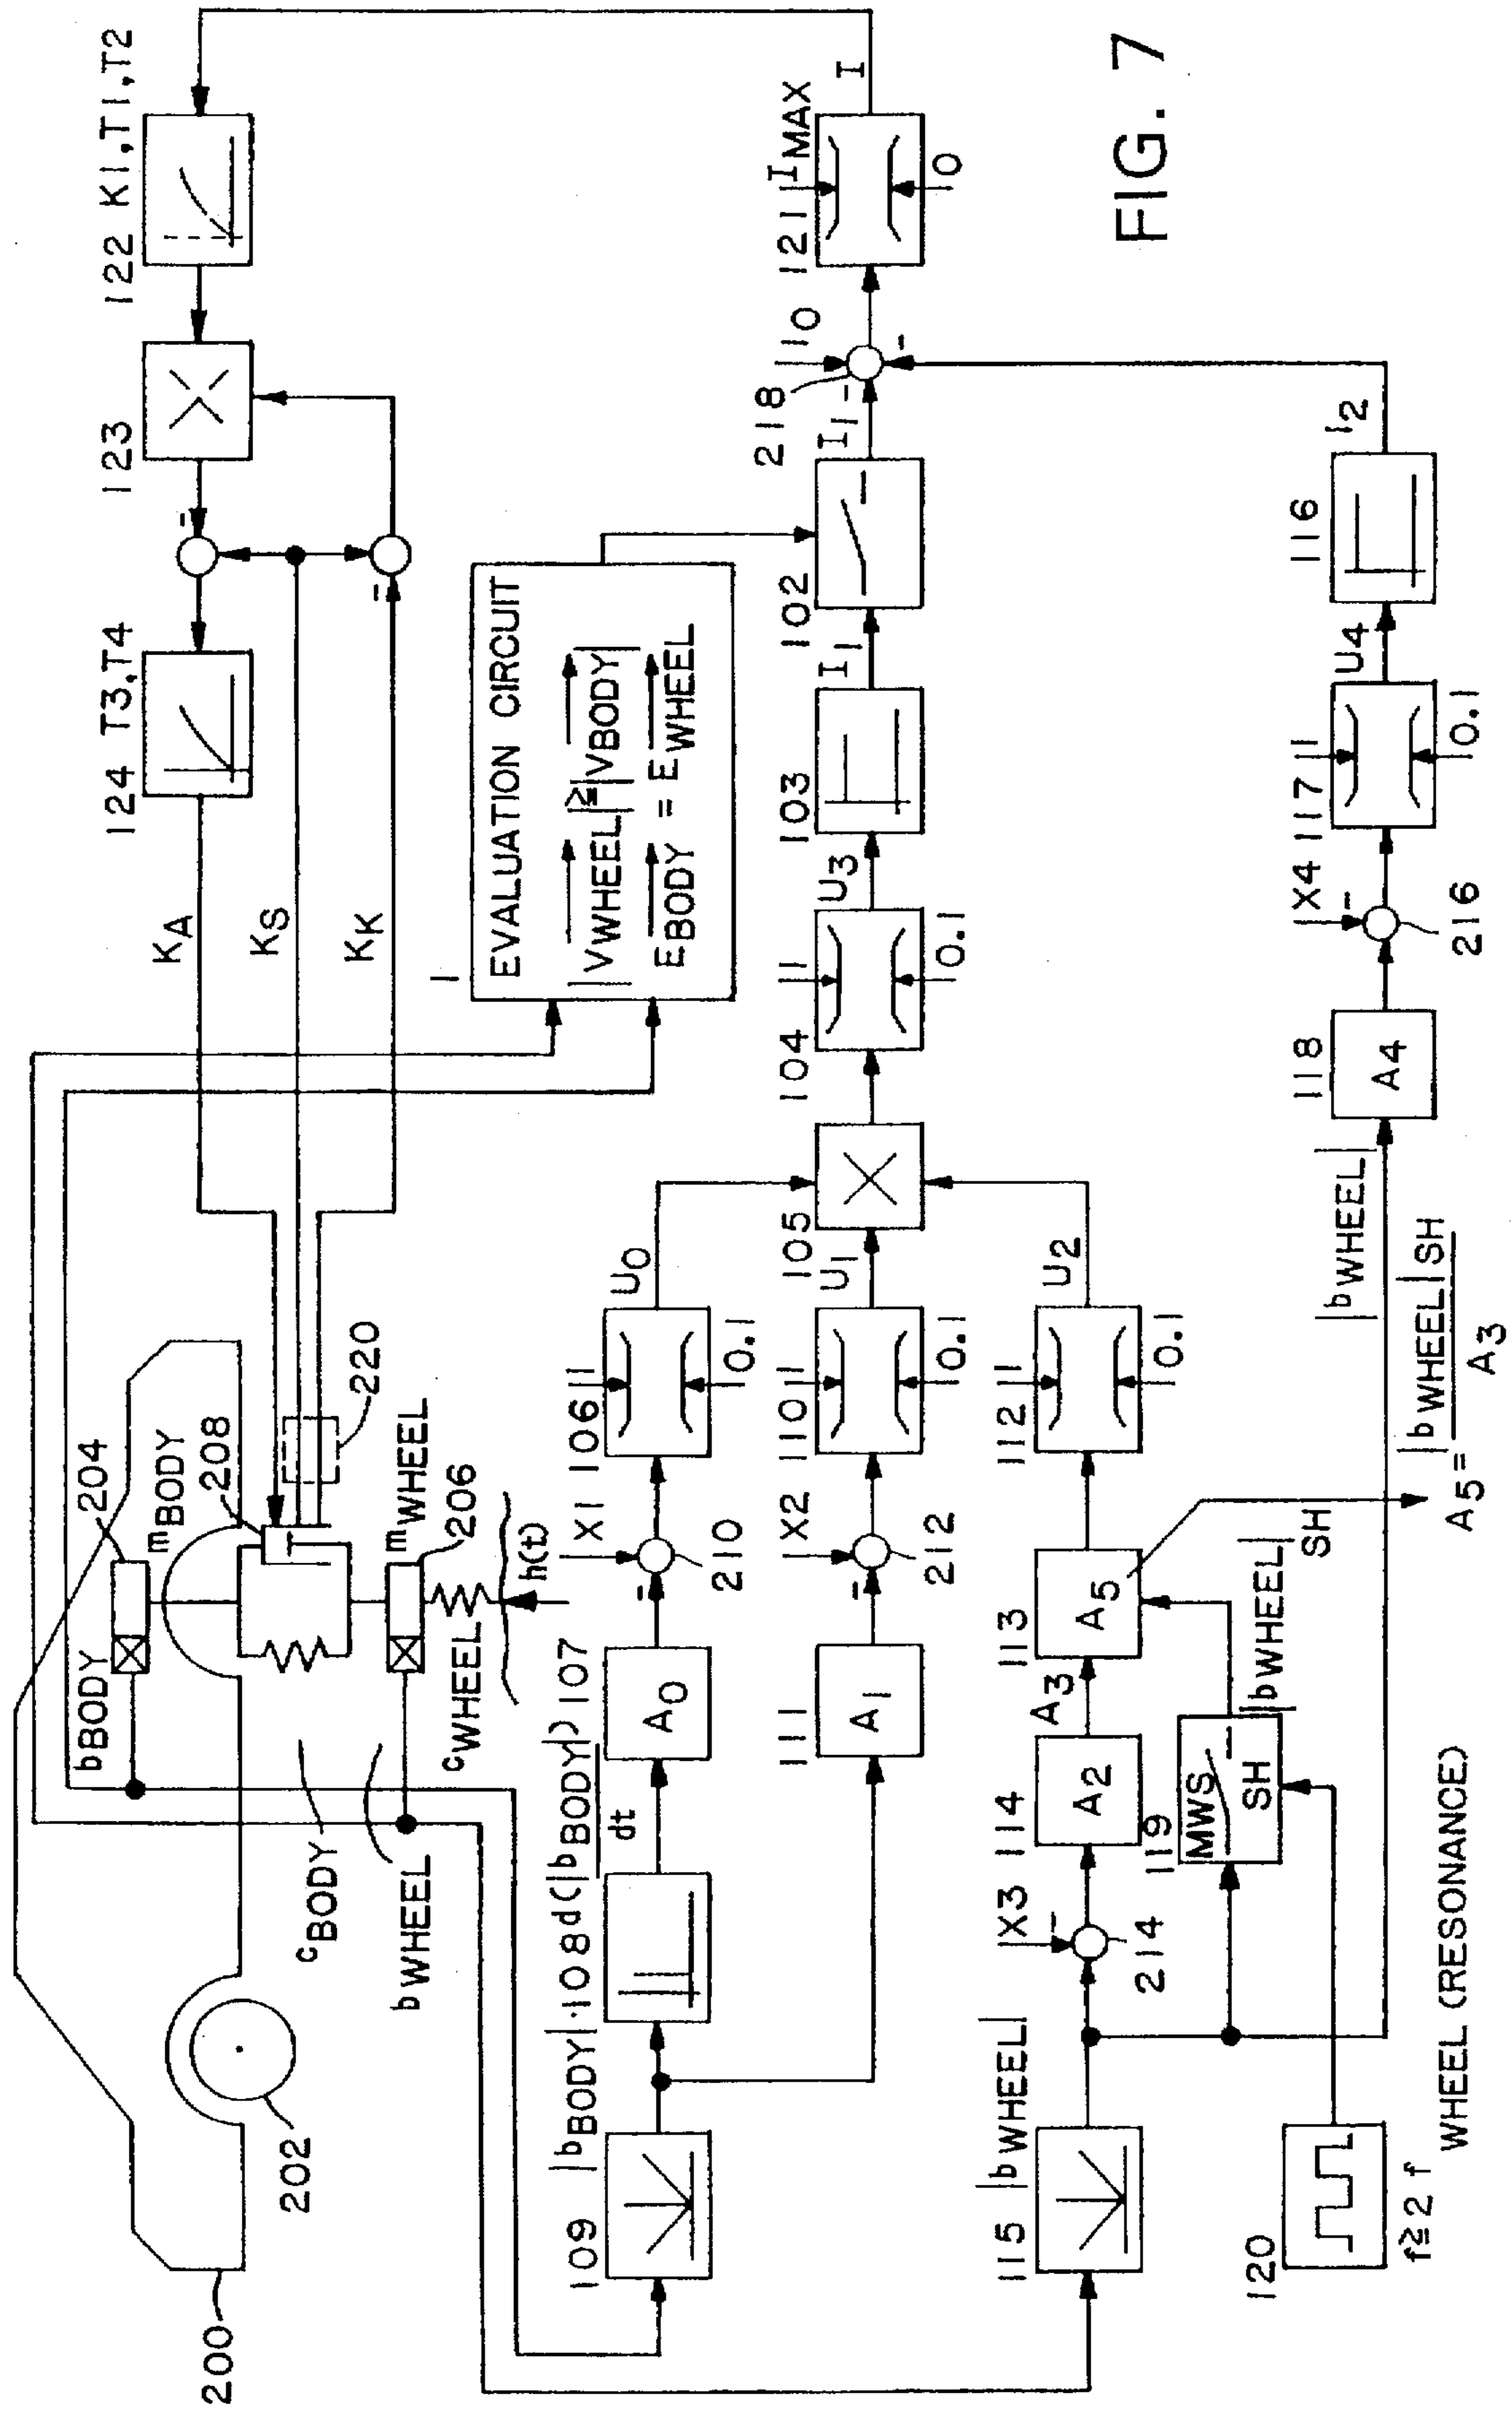 122 K1,T1,T2
123
124 T3,T4
KA
KS
KK
1
EVALUATION CIRCUIT
|VWHEEL|≧|VBODY|
EBODY = EWHEEL
200
202
204
bBODY
mBODY
208
220
cBODY
bWHEEL
mWHEEL
206
cWHEEL
h(t)
109
|bBODY|
108
d(|bBODY|)
dt
107
A0
X1
-
210
106
1
0.1
U0
111
A1
X2
-
212
110
1
0.1
U1
105
104
1
0.1
U3
103
I1
102
I1
-
218
I0
-
121
IMAX
0
I
115
|bWHEEL|
X3
-
214
114
A2
A3
113
A5
112
1
0.1
U2
119
MWS
SH
|bWHEEL|
SH
120
f≧2 f
WHEEL (RESONANCE)
A5 = |bWHEEL|SH
A3
|bWHEEL|
118
A4
X4
-
216
117
1
0.1
U4
116
I2
FIG. 7